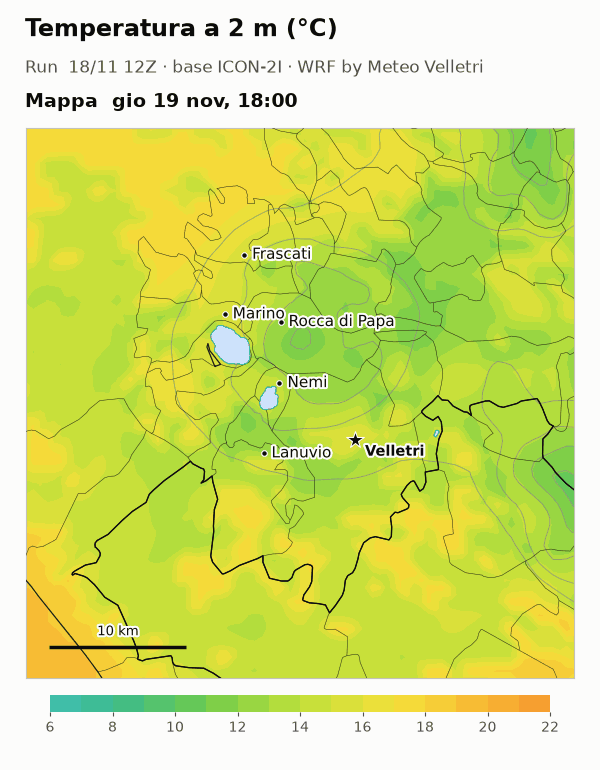 Temperatura a 2 m (°C)
Run  18/11 12Z · base ICON-2I · WRF by Meteo Velletri
Mappa  gio 19 nov, 18:00
Frascati
Marino
Rocca di Papa
Nemi
Velletri
Lanuvio
10 km
6 8 10 12 14 16 18 20 22